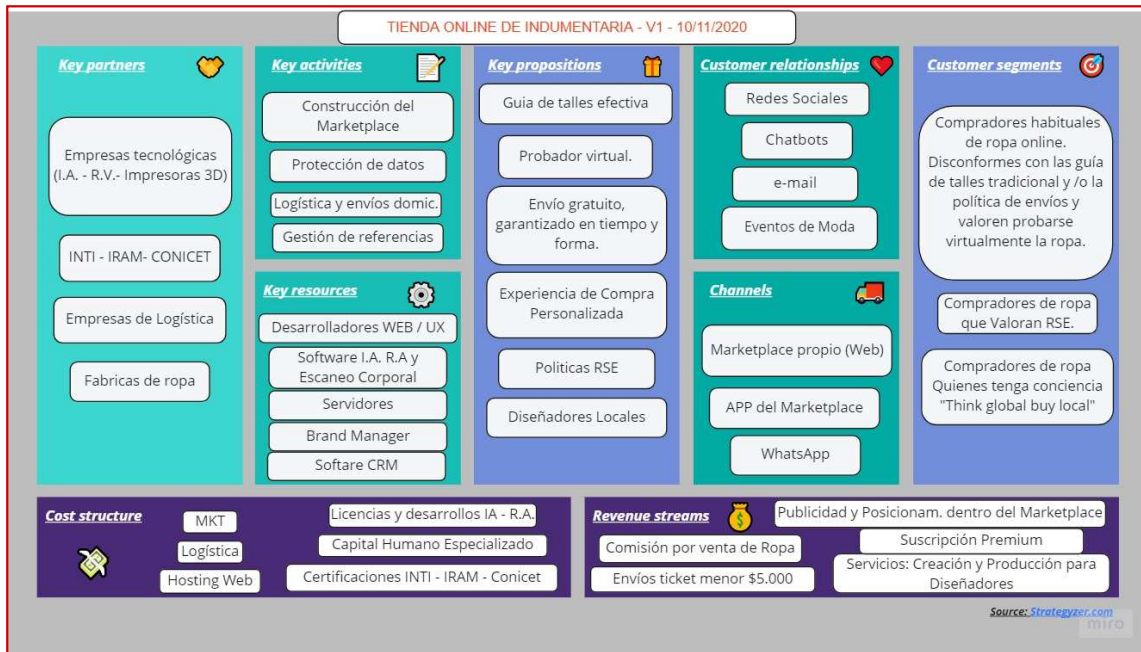 TIENDA ONLINE DE INDUMENTARIA - V1 - 10/11/2020
Key partners
Empresas tecnológicas
(I.A. - R.V.- Impresoras 3D)
INTI - IRAM- CONICET
Empresas de Logística
Fabricas de ropa
Key activities
Construcción del
Marketplace
Protección de datos
Logística y envíos domic.
Gestión de referencias
Key resources
Desarrolladores WEB / UX
Software I.A. R.A y
Escaneo Corporal
Servidores
Brand Manager
Softare CRM
Key propositions
Guia de talles efectiva
Probador virtual.
Envío gratuito,
garantizado en tiempo y
forma.
Experiencia de Compra
Personalizada
Politicas RSE
Diseñadores Locales
Customer relationships
Redes Sociales
Chatbots
e-mail
Eventos de Moda
Channels
Marketplace propio (Web)
APP del Marketplace
WhatsApp
Customer segments
Compradores habituales
de ropa online.
Disconformes con las guía
de talles tradicional y /o la
política de envíos y
valoren probarse
virtualmente la ropa.
Compradores de ropa
que Valoran RSE.
Compradores de ropa
Quienes tenga conciencia
"Think global buy local"
Cost structure
MKT
Logística
Hosting Web
Licencias y desarrollos IA - R.A.
Capital Humano Especializado
Certificaciones INTI - IRAM - Conicet
Revenue streams
Comisión por venta de Ropa
Envíos ticket menor $5.000
Publicidad y Posicionam. dentro del Marketplace
Suscripción Premium
Servicios: Creación y Producción para
Diseñadores
Source: Strategyzer.com
miro